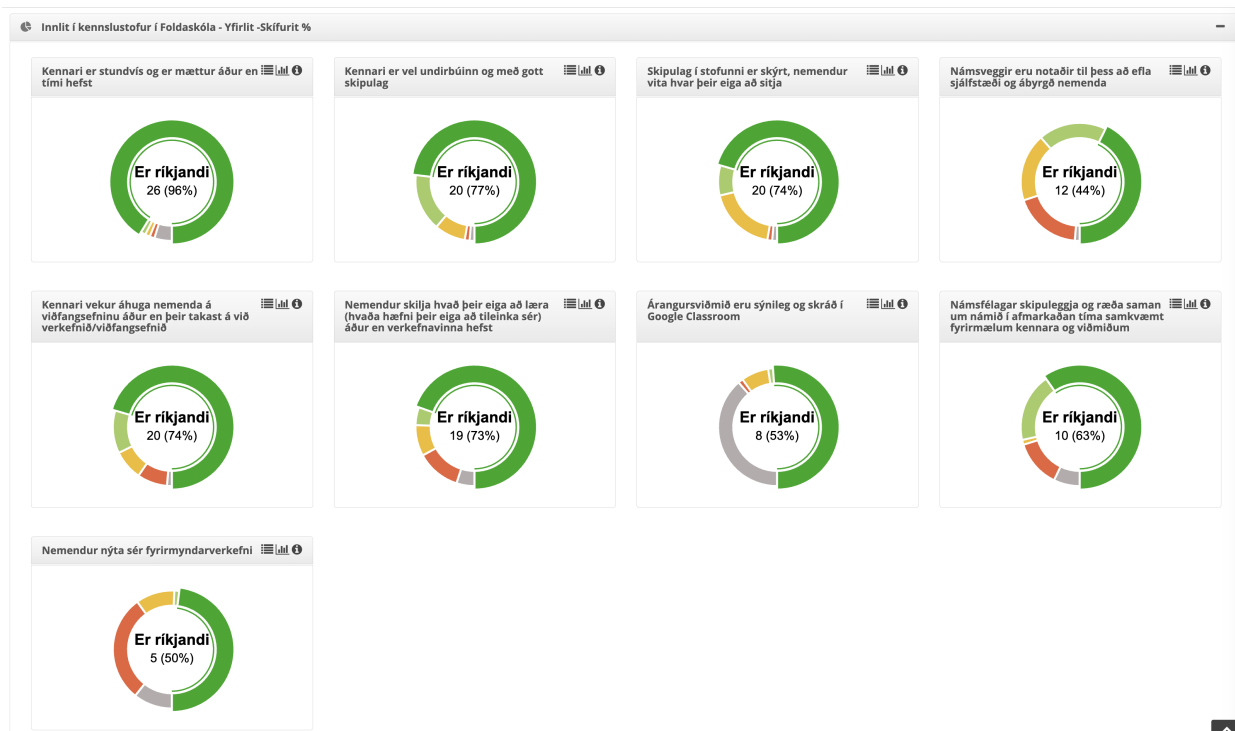 Innlit í kennslustofur í Foldaskóla - Yfirlit -Skífurit %
Kennari er stundvís og er mættur áður en
tími hefst
Er ríkjandi
26 (96%)
Kennari er vel undirbúinn og með gott
skipulag
Er ríkjandi
20 (77%)
Skipulag í stofunni er skýrt, nemendur
vita hvar þeir eiga að sitja
Er ríkjandi
20 (74%)
Námsveggir eru notaðir til þess að efla
sjálfstæði og ábyrgð nemenda
Er ríkjandi
12 (44%)
Kennari vekur áhuga nemenda á
viðfangsefninu áður en þeir takast á við
verkefnið/viðfangsefnið
Er ríkjandi
20 (74%)
Nemendur skilja hvað þeir eiga að læra
(hvaða hæfni þeir eiga að tileinka sér)
áður en verkefnavinna hefst
Er ríkjandi
19 (73%)
Árangursviðmið eru sýnileg og skráð í
Google Classroom
Er ríkjandi
8 (53%)
Námsfélagar skipuleggja og ræða saman
um námið í afmarkaðan tíma samkvæmt
fyrirmælum kennara og viðmiðum
Er ríkjandi
10 (63%)
Nemendur nýta sér fyrirmyndarverkefni
Er ríkjandi
5 (50%)